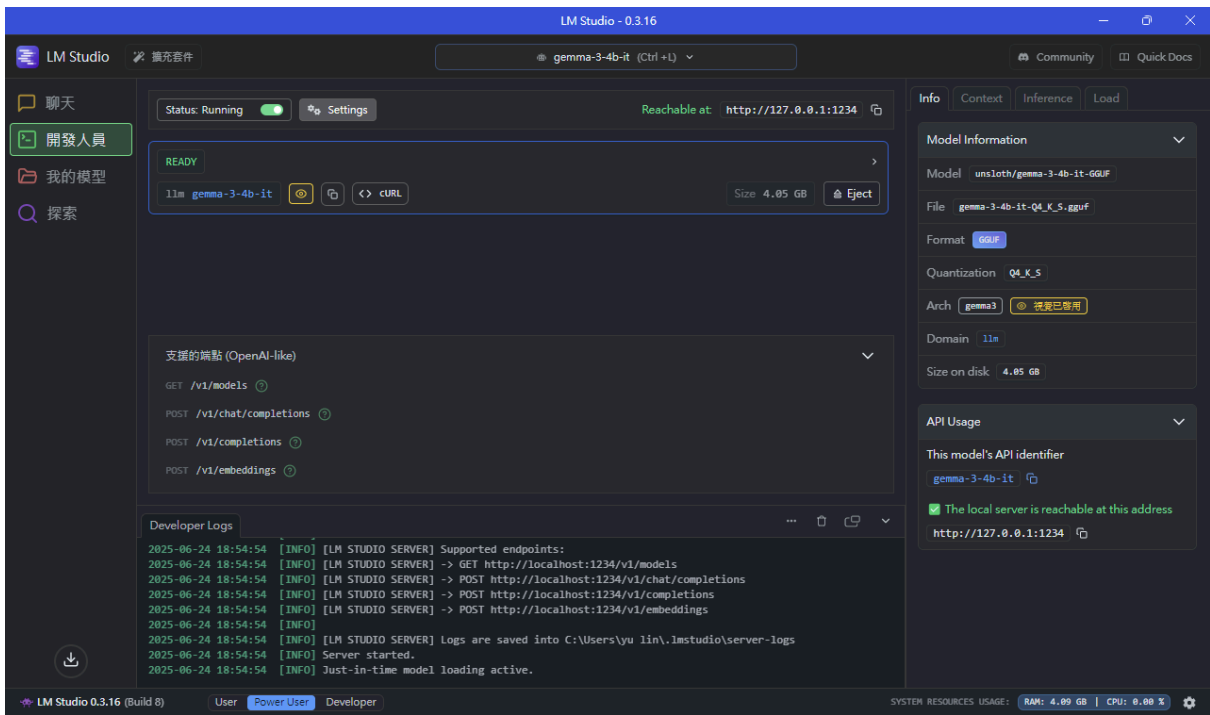 LM Studio - 0.3.16
LM Studio
擴充套件
gemma-3-4b-it (Ctrl +L)
Community
Quick Docs
聊天
開發人員
我的模型
探索
Status: Running
Settings
Reachable at: http://127.0.0.1:1234
READY
llm gemma-3-4b-it
cURL
Size 4.05 GB
Eject
支援的端點 (OpenAI-like)
GET /v1/models
POST /v1/chat/completions
POST /v1/completions
POST /v1/embeddings
Developer Logs
2025-06-24 18:54:54 [INFO] [LM STUDIO SERVER] Supported endpoints:
2025-06-24 18:54:54 [INFO] [LM STUDIO SERVER] -> GET http://localhost:1234/v1/models
2025-06-24 18:54:54 [INFO] [LM STUDIO SERVER] -> POST http://localhost:1234/v1/chat/completions
2025-06-24 18:54:54 [INFO] [LM STUDIO SERVER] -> POST http://localhost:1234/v1/completions
2025-06-24 18:54:54 [INFO] [LM STUDIO SERVER] -> POST http://localhost:1234/v1/embeddings
2025-06-24 18:54:54 [INFO]
2025-06-24 18:54:54 [INFO] [LM STUDIO SERVER] Logs are saved into C:\Users\yu lin\.lmstudio\server-logs
2025-06-24 18:54:54 [INFO] Server started.
2025-06-24 18:54:54 [INFO] Just-in-time model loading active.
Info
Context
Inference
Load
Model Information
Model unsloth/gemma-3-4b-it-GGUF
File gemma-3-4b-it-Q4_K_S.gguf
Format GGUF
Quantization Q4_K_S
Arch gemma3 視覺已啓用
Domain llm
Size on disk 4.05 GB
API Usage
This model's API identifier
gemma-3-4b-it
The local server is reachable at this address
http://127.0.0.1:1234
LM Studio 0.3.16 (Build 8)
User
Power User
Developer
SYSTEM RESOURCES USAGE: RAM: 4.09 GB | CPU: 0.00 %